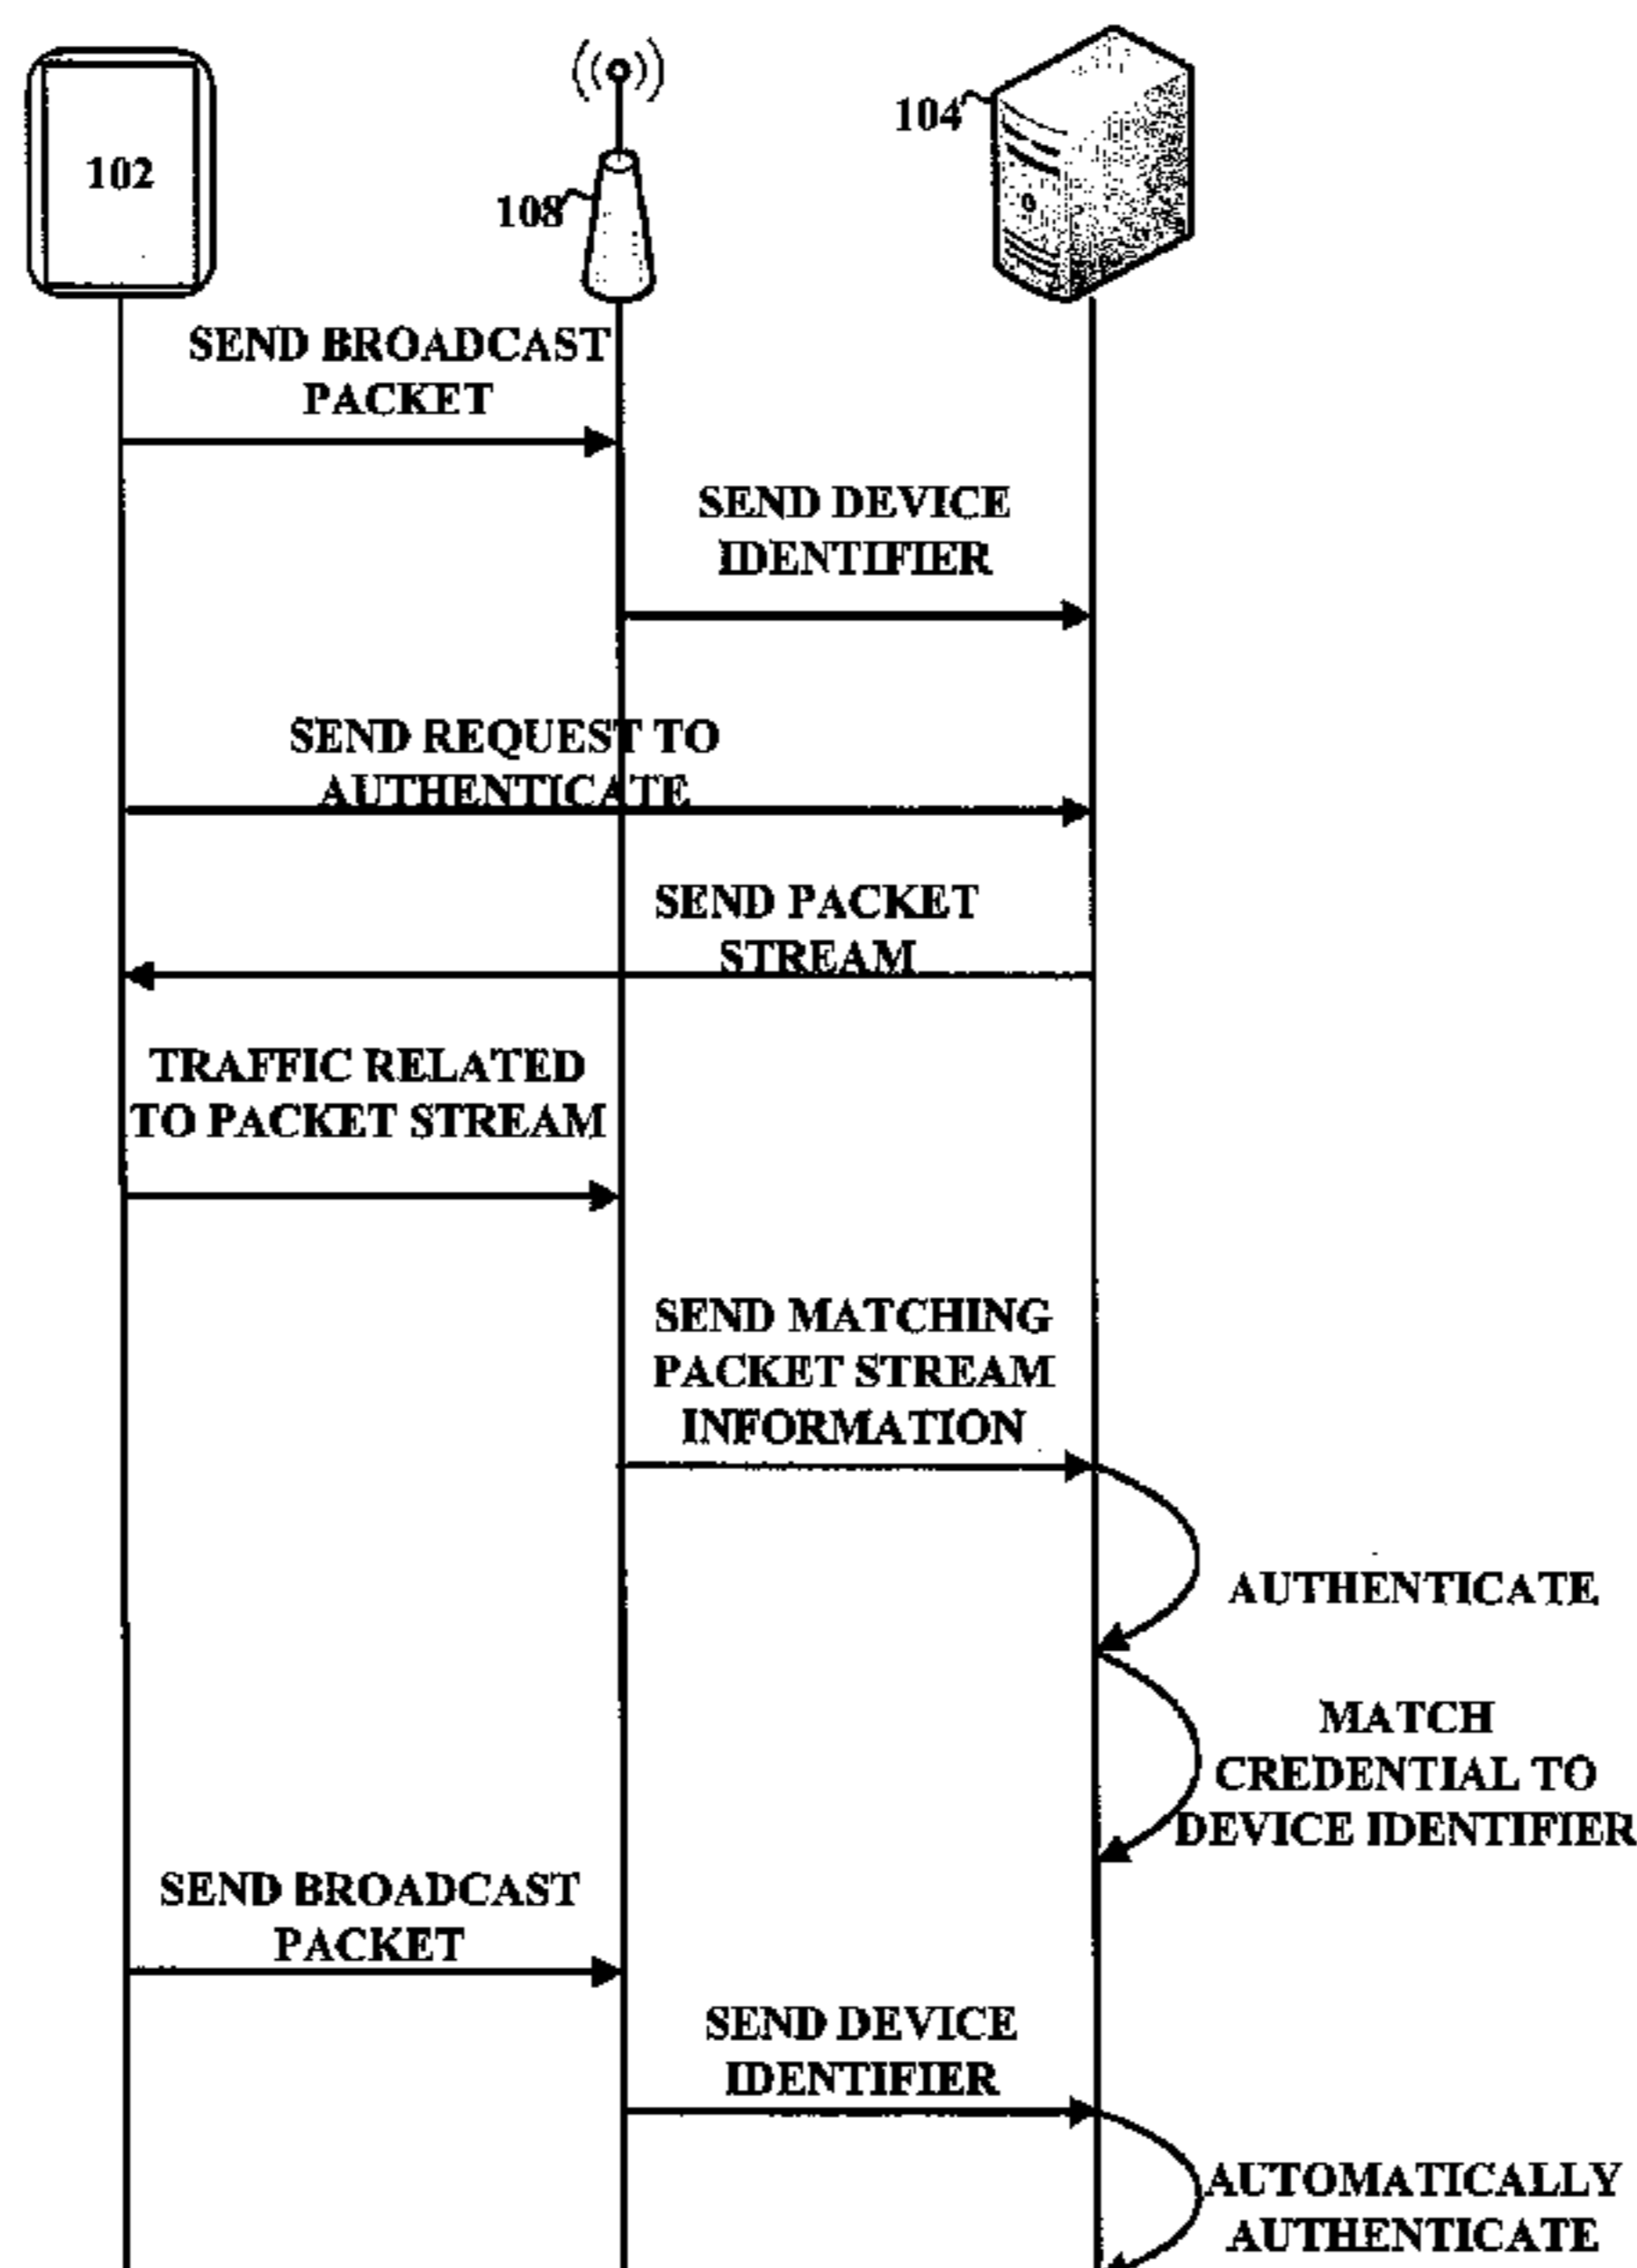 102
108
104
SEND BROADCAST
PACKET
SEND DEVICE
IDENTIFIER
SEND REQUEST TO
AUTHENTICATE
SEND PACKET
STREAM
TRAFFIC RELATED
TO PACKET STREAM
SEND MATCHING
PACKET STREAM
INFORMATION
AUTHENTICATE
MATCH
CREDENTIAL TO
DEVICE IDENTIFIER
SEND BROADCAST
PACKET
SEND DEVICE
IDENTIFIER
AUTOMATICALLY
AUTHENTICATE